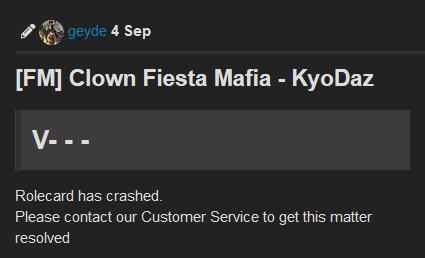 geyde 4 Sep
[FM] Clown Fiesta Mafia - KyoDaz
V- - -
Rolecard has crashed.
Please contact our Customer Service to get this matter
resolved